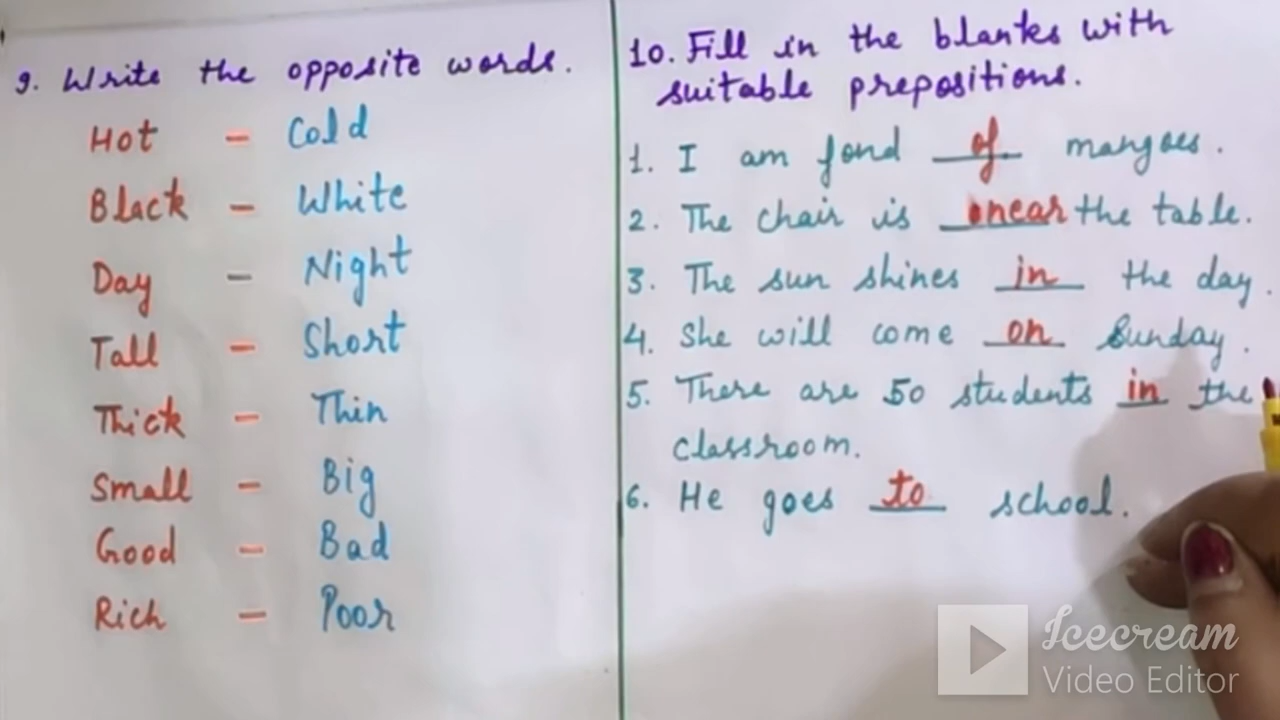 9. Write the opposite words.
Hot - Cold
Black - White
Day - Night
Tall - Short
Thick - Thin
Small - Big
Good - Bad
Rich - Poor
10. Fill in the blanks with
suitable prepositions.
1. I am fond of mangoes.
2. The chair is near the table.
3. The sun shines in the day.
4. She will come on Sunday.
5. There are 50 students in the
classroom.
6. He goes to school.
Icecream
Video Editor